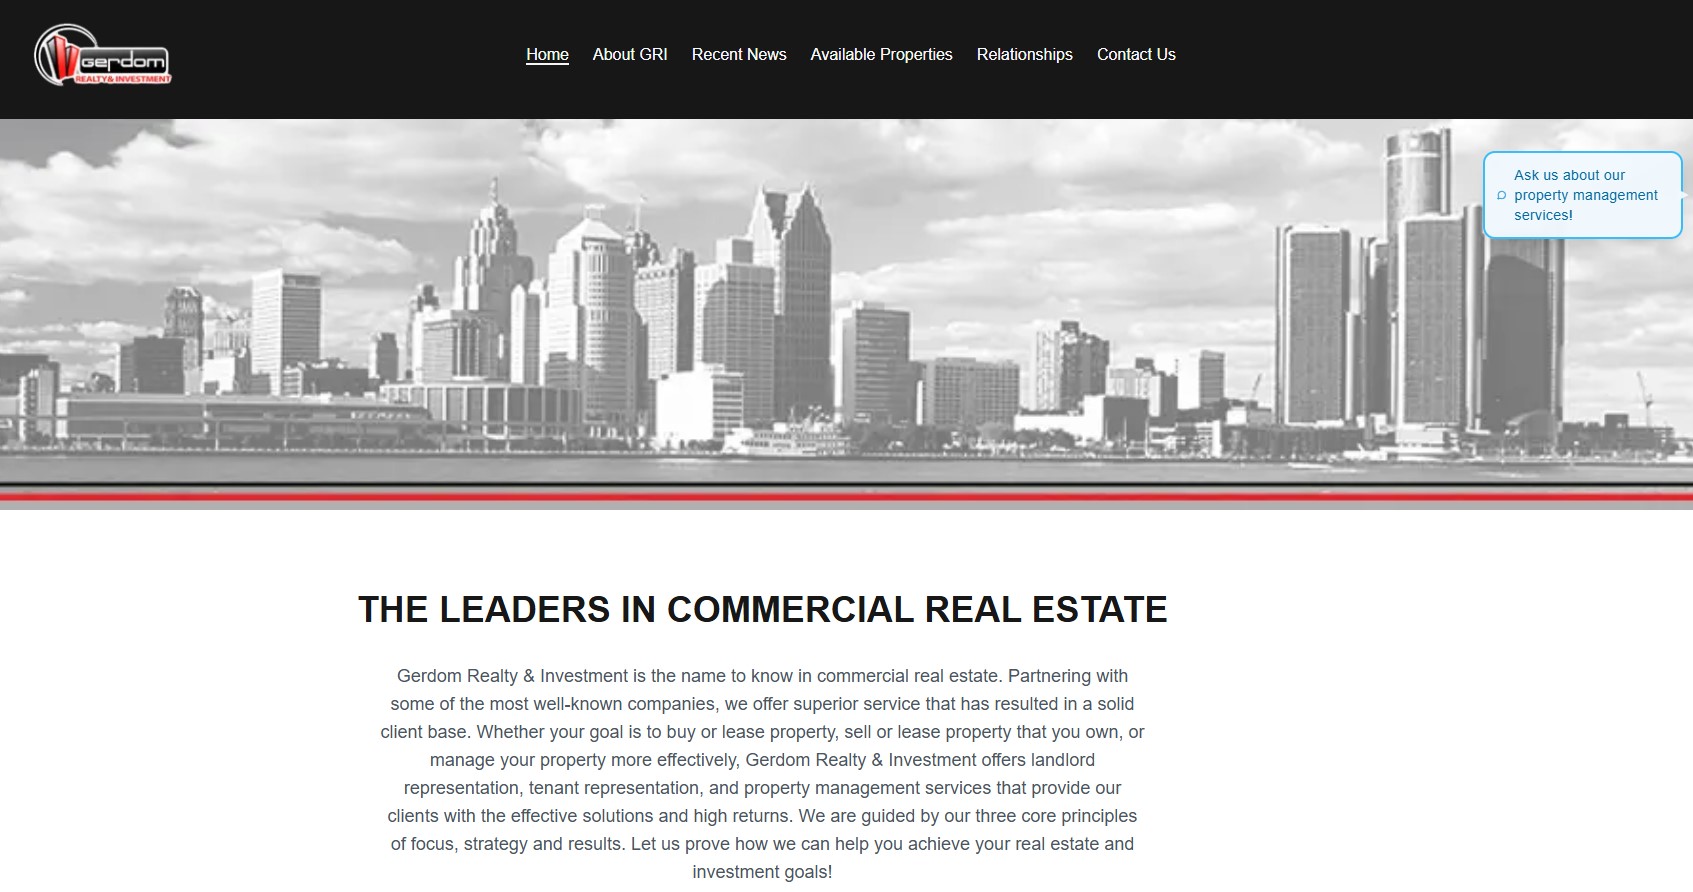 Gerdom
REALTY & INVESTMENT
Home
About GRI
Recent News
Available Properties
Relationships
Contact Us
Ask us about our
property management
services!
THE LEADERS IN COMMERCIAL REAL ESTATE
Gerdom Realty & Investment is the name to know in commercial real estate. Partnering with
some of the most well-known companies, we offer superior service that has resulted in a solid
client base. Whether your goal is to buy or lease property, sell or lease property that you own, or
manage your property more effectively, Gerdom Realty & Investment offers landlord
representation, tenant representation, and property management services that provide our
clients with the effective solutions and high returns. We are guided by our three core principles
of focus, strategy and results. Let us prove how we can help you achieve your real estate and
investment goals!